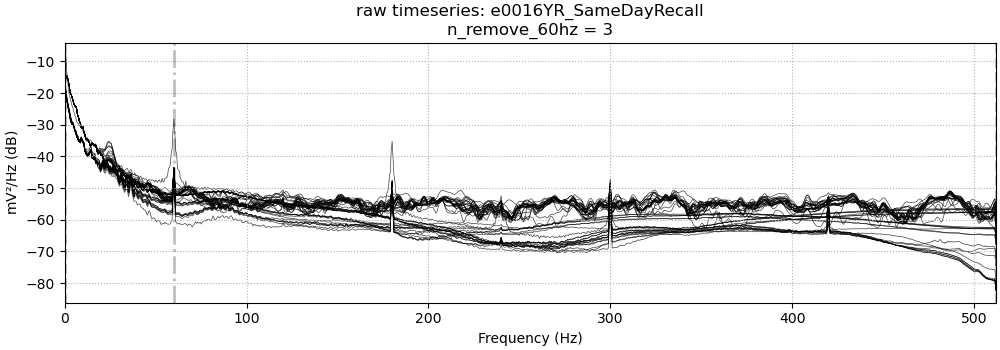 raw timeseries: e0016YR_SameDayRecall
n_remove_60hz = 3
mV²/Hz (dB)
−10
−20
−30
−40
−50
−60
−70
−80
0 100 200 300 400 500
Frequency (Hz)